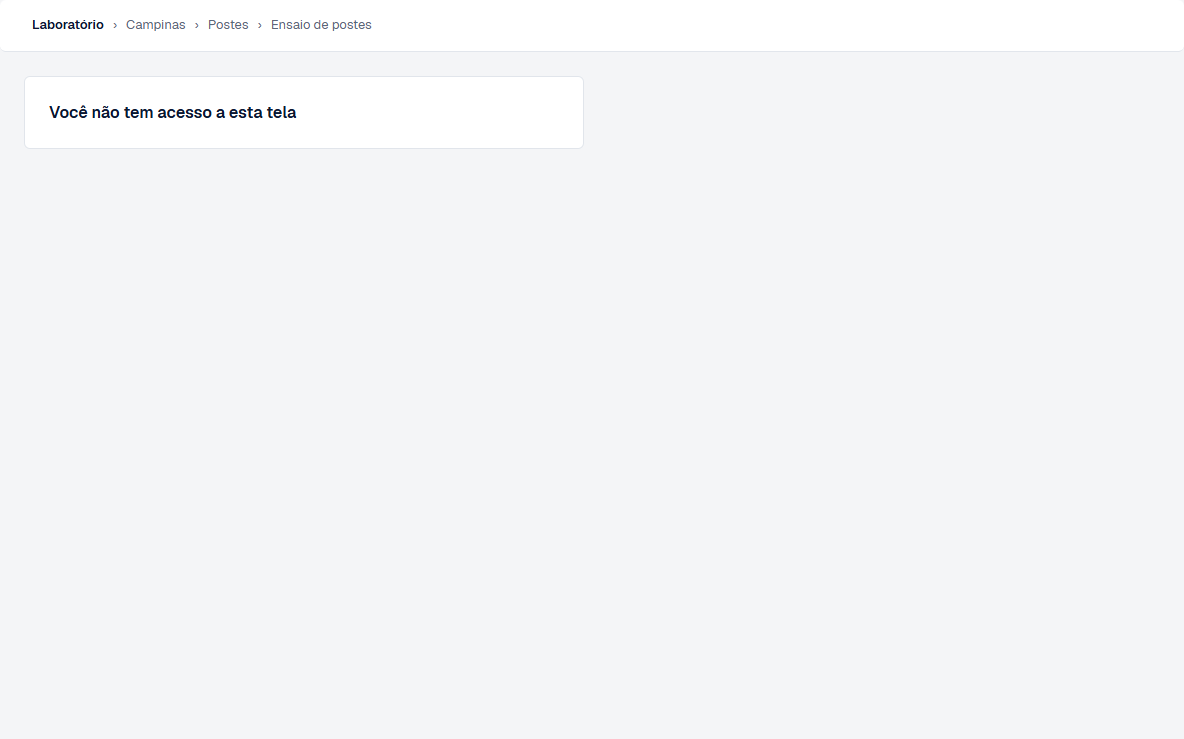 Laboratório › Campinas › Postes › Ensaio de postes
Você não tem acesso a esta tela